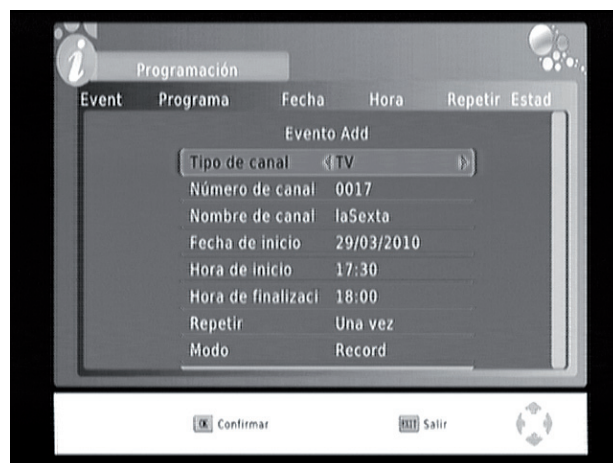 i
Programación
Event Programa Fecha Hora Repetir Estad
Evento Add
Tipo de canal TV
Número de canal 0017
Nombre de canal laSexta
Fecha de inicio 29/03/2010
Hora de inicio 17:30
Hora de finalizaci 18:00
Repetir Una vez
Modo Record
OK Confirmar EXIT Salir